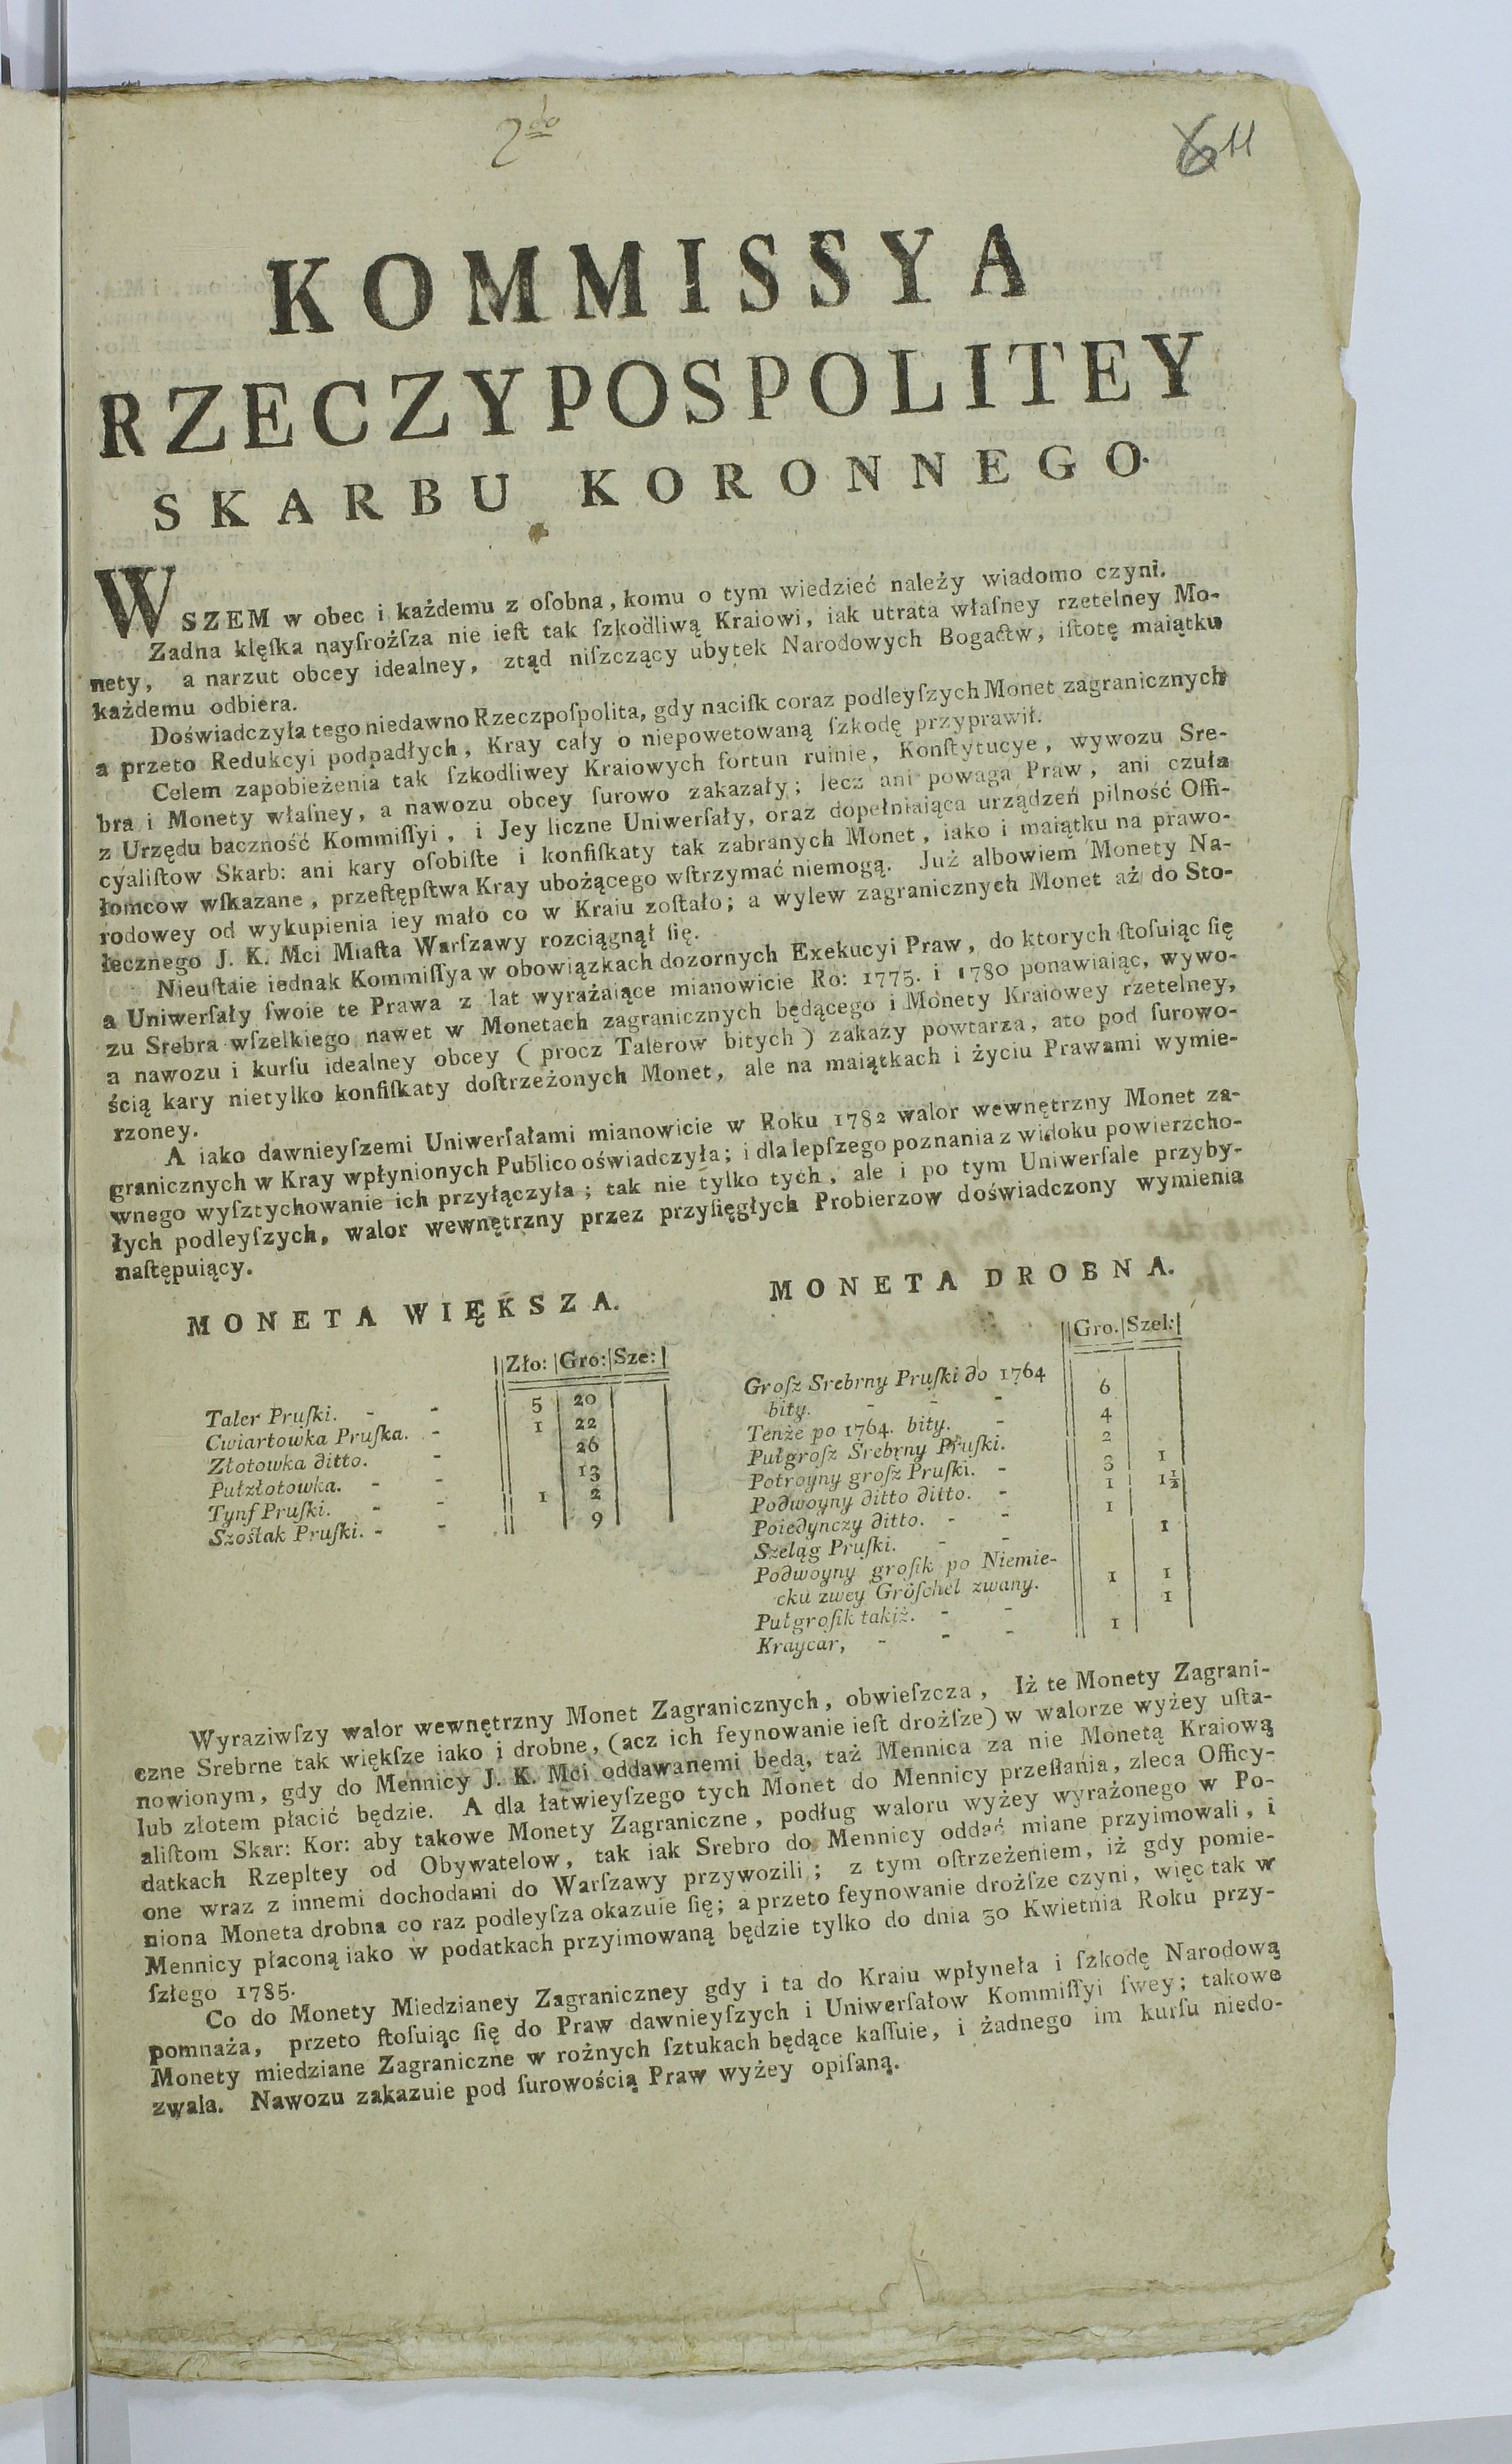 2do
6 11
KOMMISSYA
RZECZYPOSPOLITEY
SKARBU KORONNEGO.
WSZEM w obec i każdemu z oſobna, komu o tym wiedzieć należy wiadomo czyni.
Zadna klęſka nayſrożſza nie ieſt tak ſzkodliwą Kraiowi, iak utrata właſney rzetelney Mo-
nety, a narzut obcey idealney, ztąd niſzczący ubytek Narodowych Bogactw, iſtotę maiątku
każdemu odbiera.
Doświadczyła tego niedawno Rzeczpoſpolita, gdy naciſk coraz podleyſzych Monet zagranicznych
a przeto Redukcyi podpadłych, Kray cały o niepowetowaną ſzkodę przyprawił.
Celem zapobieżenia tak ſzkodliwey Kraiowych fortun ruinie, Konſtytucye, wywozu Sre-
bra i Monety właſney, a nawozu obcey ſurowo zakazały; lecz ani powaga Praw, ani czuła
z Urzędu baczność Kommiſſyi, i Jey liczne Uniwerſały, oraz dopełniaiąca urządzeń pilność Offi-
cyaliſtow Skarb: ani kary oſobiſte i konfiſkaty tak zabranych Monet, iako i maiątku na prawo-
łomcow wſkazane, przeſtępſtwa Kray ubożącego wſtrzymać niemogą. Już albowiem Monety Na-
rodowey od wykupienia iey mało co w Kraiu zoſtało; a wylew zagranicznych Monet aż do Sto-
łecznego J. K. Mci Miaſta Warſzawy rozciągnął ſię.
Nieuſtaie iednak Kommiſſya w obowiązkach dozornych Exekucyi Praw, do ktorych ſtoſuiąc ſię
a Uniwerſały ſwoie te Prawa z lat wyrażaiące mianowicie Ro: 1775. i 1780 ponawiaiąc, wywo-
zu Srebra wſzelkiego nawet w Monetach zagranicznych będącego i Monety Kraiowey rzetelney,
a nawozu i kurſu idealney obcey ( procz Talerow bitych ) zakazy powtarza, ato pod ſurowo-
ścią kary nietylko konfiſkaty doſtrzeżonych Monet, ale na maiątkach i życiu Prawami wymie-
rzoney.
A iako dawnieyſzemi Uniwerſałami mianowicie w Roku 1782 walor wewnętrzny Monet za-
granicznych w Kray wpłynionych Publico oświadczyła; i dla lepſzego poznania z widoku powierzcho-
wnego wyſztychowanie ich przyłączyła; tak nie tylko tych, ale i po tym Uniwerſale przyby-
łych podleyſzych, walor wewnętrzny przez przyſięgłych Probierzow doświadczony wymienia
naſtępuiący.
MONETA WIĘKSZA.
Zło: Gro: Sze:
Taler Pruſki. - - 5 20
Cwiartowka Pruſka. - 1 22
Złotowka ditto. - 26
Putzłotowka. - - 13
Tynf Pruſki. - - 1 2
Szoſtak Pruſki. - - 9
MONETA DROBNA.
Gro. Szel:
Groſz Srebrny Pruſki do 1764
bity. - - - 6
Tenże po 1764. bity. - 4
Pułgroſz Srebrny Pruſki. 2
Potroyny groſz Pruſki. - 3 1
Podwoyny ditto ditto. - 1 1½
Poiedynczy ditto. - - 1
Szeląg Pruſki. - - 1
Podwoyny groſik po Niemie-
cku zwey Gröſchel zwany. 1 1
Pułgroſik takiż. - - 1
Kraycar, - - - 1
Wyraziwſzy walor wewnętrzny Monet Zagranicznych, obwieſzcza, Iż te Monety Zagrani-
czne Srebrne tak więkſze iako i drobne, (acz ich ſeynowanie ieſt drożſze) w walorze wyżey uſta-
nowionym, gdy do Mennicy J. K. Mci oddawanemi będą, taż Mennica za nie Monetą Kraiową
lub złotem płacić będzie. A dla łatwieyſzego tych Monet do Mennicy przeſłania, zleca Officy-
aliſtom Skar: Kor: aby takowe Monety Zagraniczne, podług waloru wyżey wyrażonego w Po-
datkach Rzepltey od Obywatelow, tak iak Srebro do Mennicy oddać miane przyimowali, i
one wraz z innemi dochodami do Warſzawy przywozili; z tym oſtrzeżeniem, iż gdy pomie-
niona Moneta drobna co raz podleyſza okazuie ſię; a przeto ſeynowanie drożſze czyni, więc tak w
Mennicy płaconą iako w podatkach przyimowaną będzie tylko do dnia 30 Kwietnia Roku przy-
ſzłego 1785.
Co do Monety Miedzianey Zagraniczney gdy i ta do Kraiu wpłyneła i ſzkodę Narodową
pomnaża, przeto ſtoſuiąc ſię do Praw dawnieyſzych i Uniwerſałow Kommiſſyi ſwey; takowe
Monety miedziane Zagraniczne w rożnych ſztukach będące kaſſuie, i żadnego im kurſu niedo-
zwala. Nawozu zakazuie pod ſurowością Praw wyżey opiſaną.